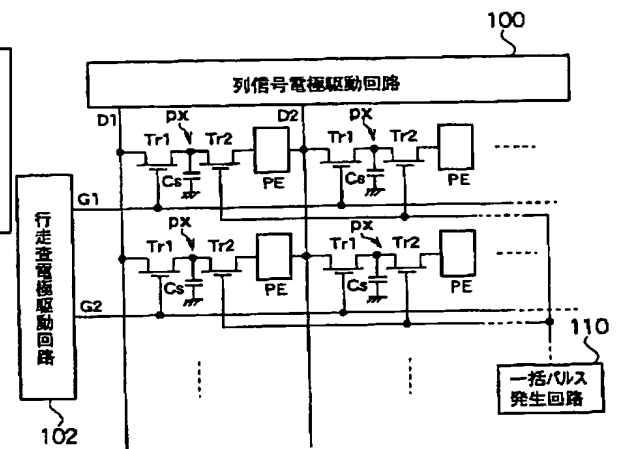 100
列信号電極駆動回路
D1 px D2 px
Tr1 Tr2 Tr1 Tr2
Cs PE Cs PE
G1
px px
Tr1 Tr2 Tr1 Tr2
Cs PE Cs PE
G2
行走査電極駆動回路
102
110
一括パルス
発生回路